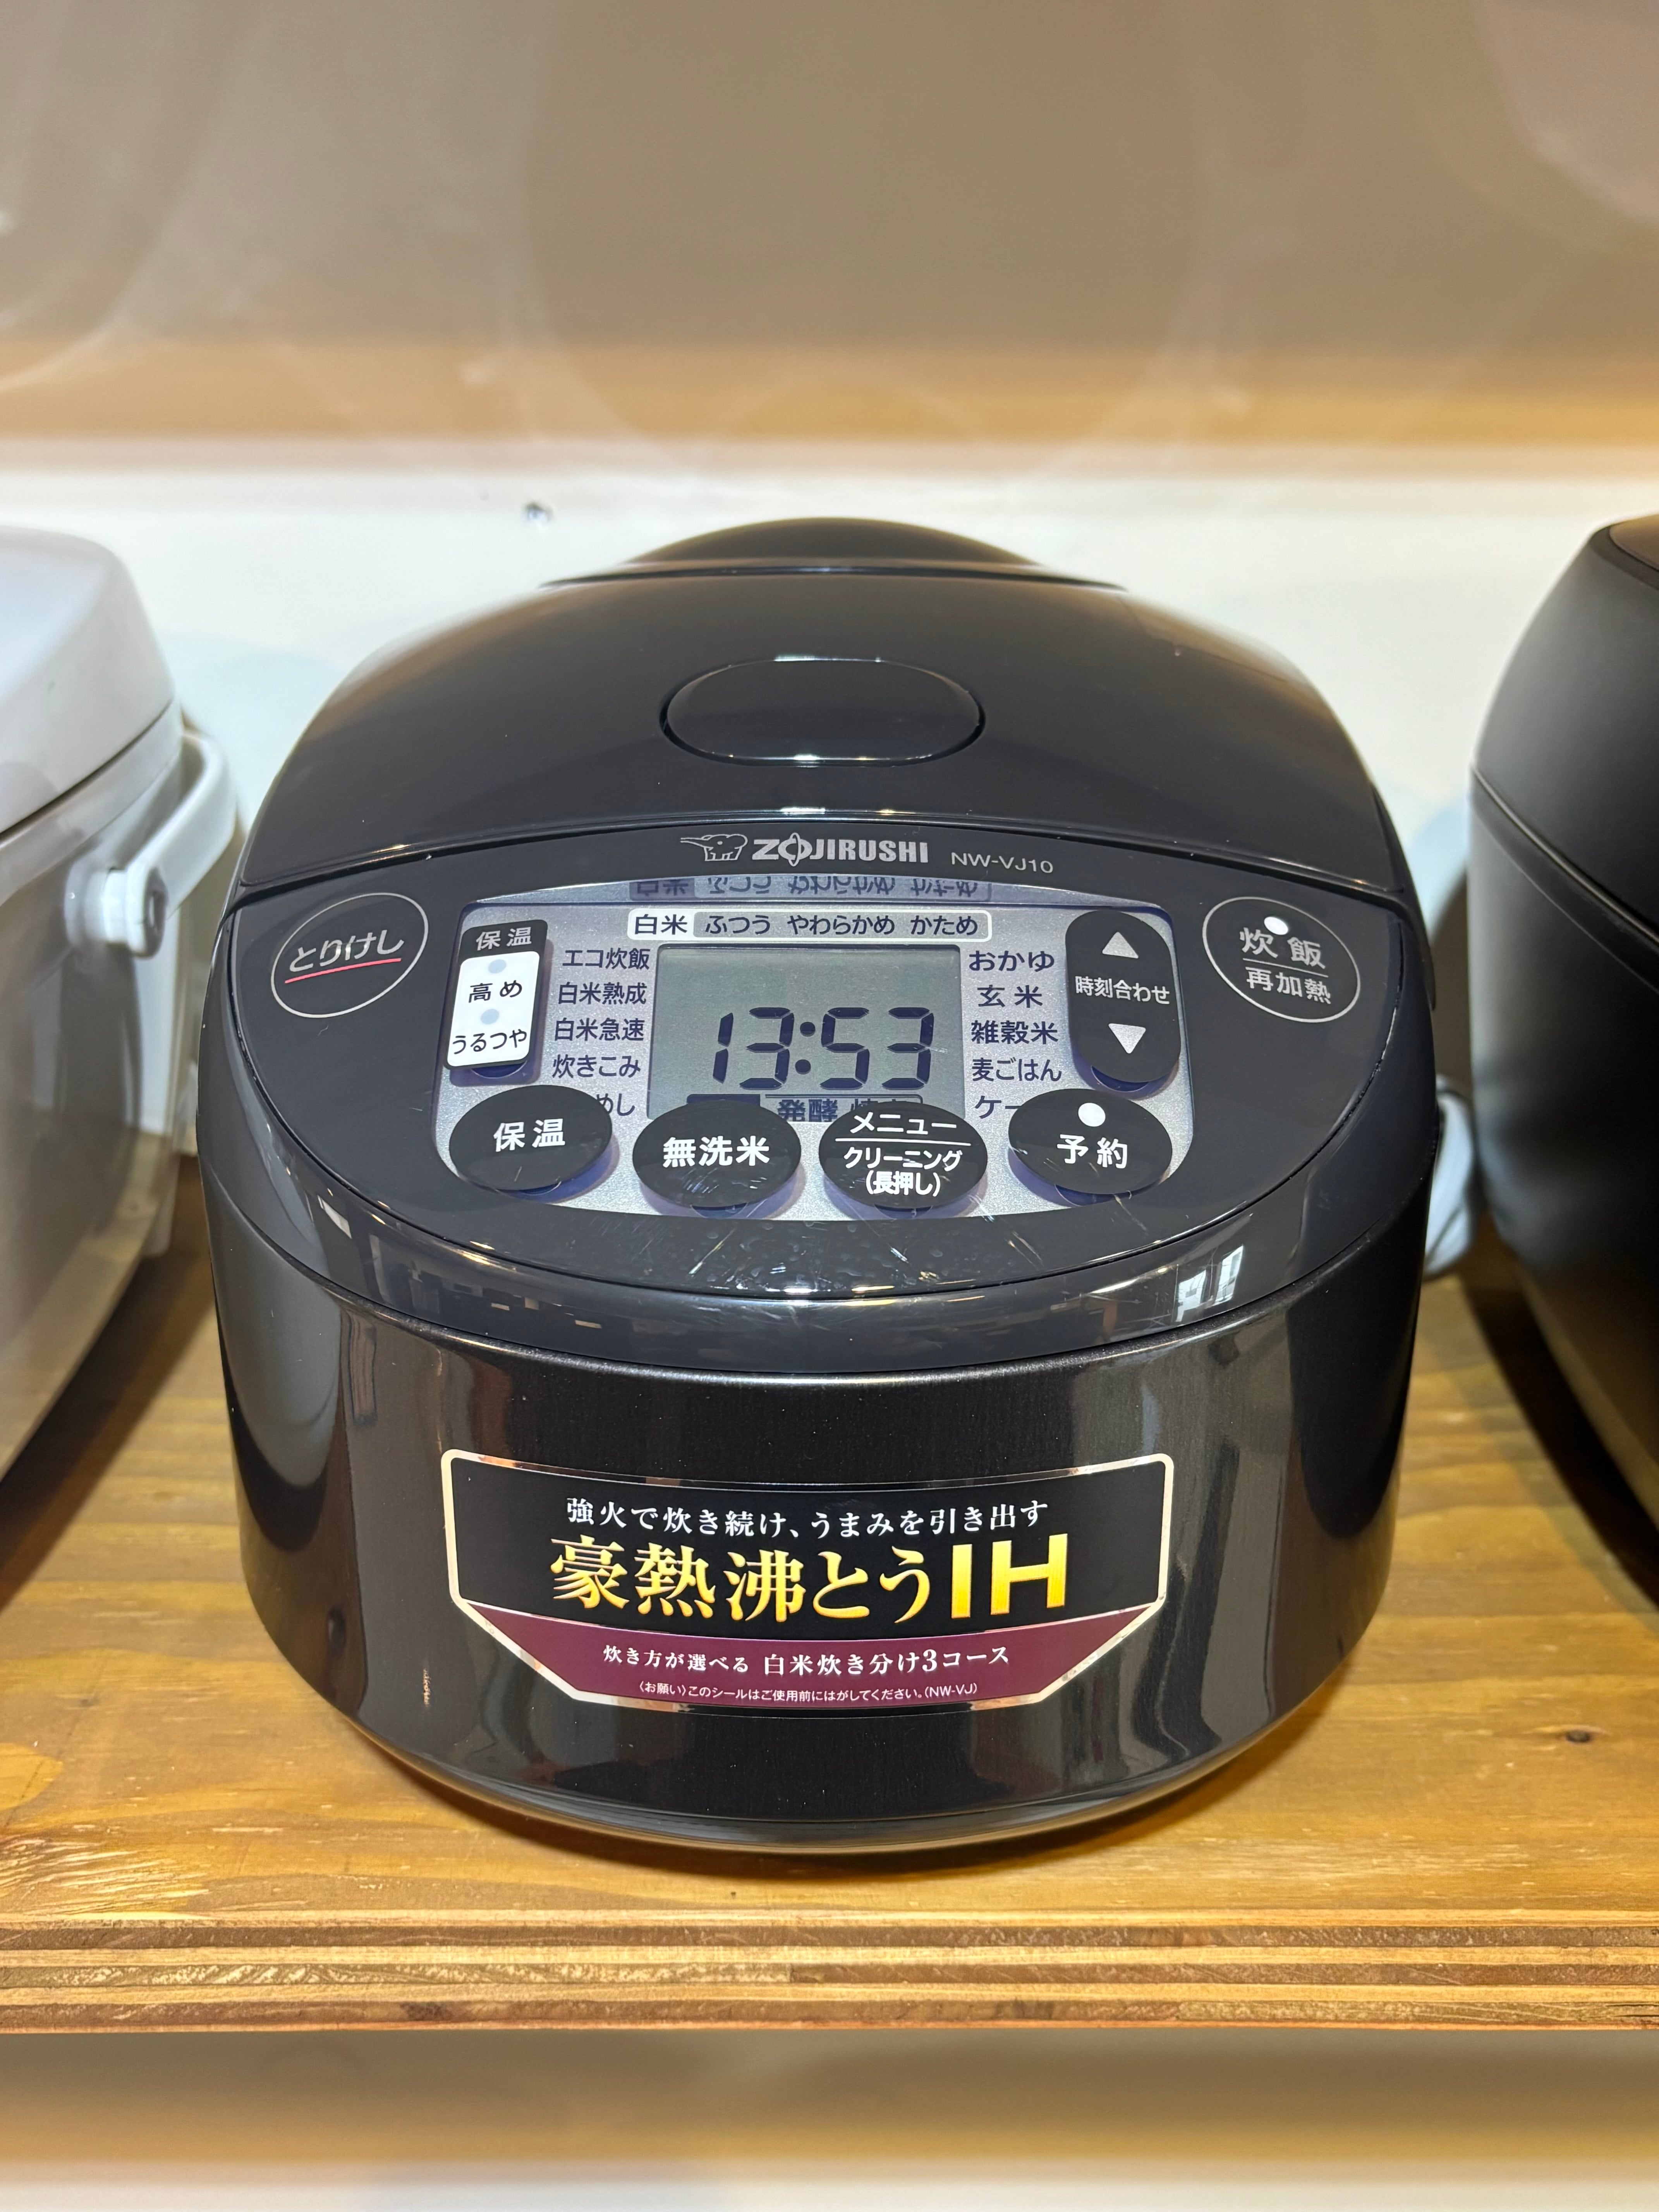 ZOJIRUSHI NW-VJ10
とりけし
保温
高め
うるつや
白米 ふつう やわらかめ かため
エコ炊飯
白米熟成
白米急速
炊きこみ
めし
13:53
発酵
おかゆ
玄米
雑穀米
麦ごはん
ケー
▲
時刻合わせ
▼
炊飯
再加熱
保温
無洗米
メニュー
クリーニング
(長押し)
予約
強火で炊き続け、うまみを引き出す
豪熱沸とうIH
炊き方が選べる 白米炊き分け3コース
〈お願い〉このシールはご使用前にはがしてください。(NW-VJ)